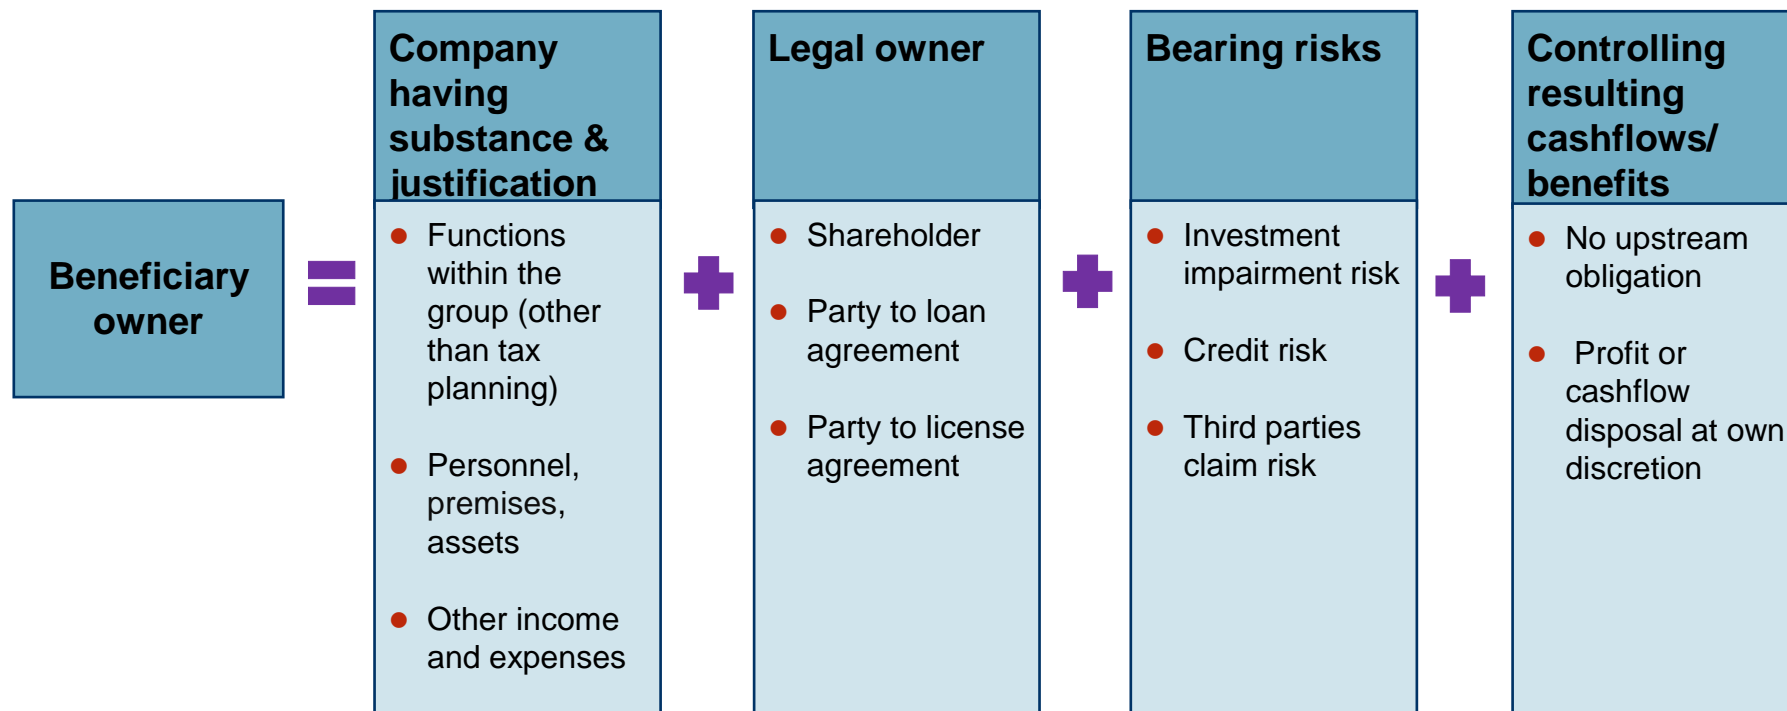 Beneficiary
owner
Company
having
substance &
justification
● Functions
within the
group (other
than tax
planning)
● Personnel,
premises,
assets
● Other income
and expenses
Legal owner
● Shareholder
● Party to loan
agreement
● Party to license
agreement
Bearing risks
● Investment
impairment risk
● Credit risk
● Third parties
claim risk
Controlling
resulting
cashflows/
benefits
● No upstream
obligation
● Profit or
cashflow
disposal at own
discretion